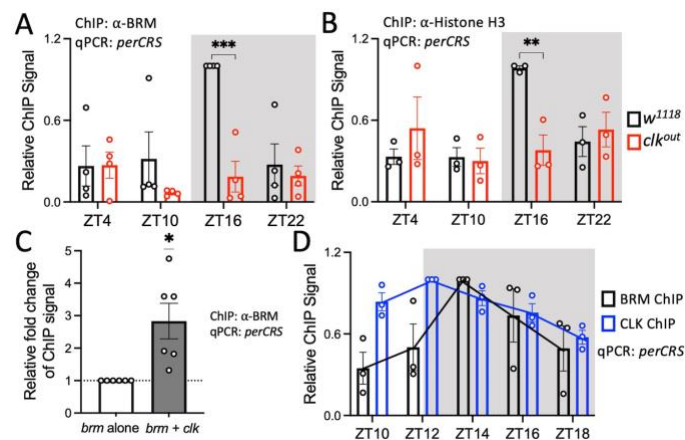 A
ChIP: α-BRM
qPCR: perCRS
Relative ChIP Signal
1.2
0.6
0.0
***
ZT4 ZT10 ZT16 ZT22
B
ChIP: α-Histone H3
qPCR: perCRS
Relative ChIP Signal
1.2
0.6
0.0
**
ZT4 ZT10 ZT16 ZT22
w1118
clkout
C
Relative fold change
of ChIP signal
5
4
3
2
1
0
*
brm alone brm + clk
ChIP: α-BRM
qPCR: perCRS
D
Relative ChIP Signal
1.2
0.6
0.0
ZT10 ZT12 ZT14 ZT16 ZT18
BRM ChIP
CLK ChIP
qPCR: perCRS